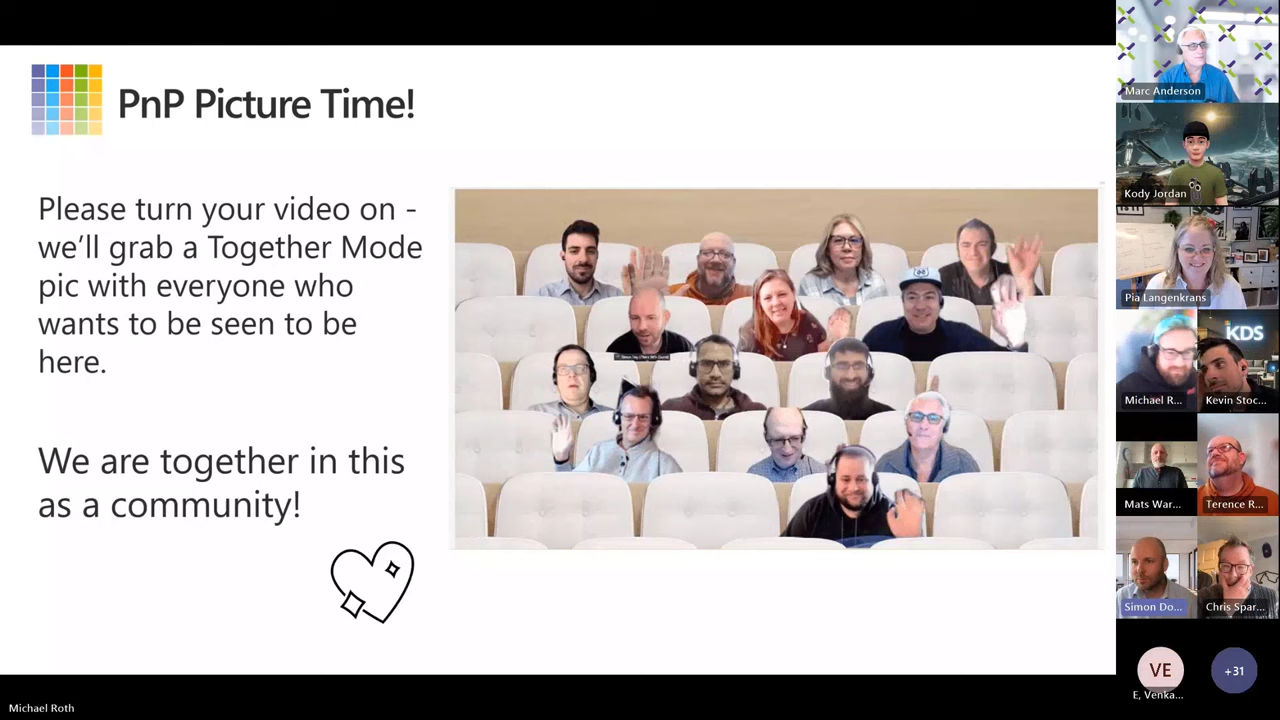 PnP Picture Time!
Please turn your video on -
we'll grab a Together Mode
pic with everyone who
wants to be seen to be
here.
We are together in this
as a community!
Marc Anderson
Kody Jordan
Pia Langenkrans
KDS
Michael R...
Kevin Stoc...
Mats War...
Terence R...
Simon Do...
Chris Spar...
VE
+31
E, Venka...
Michael Roth